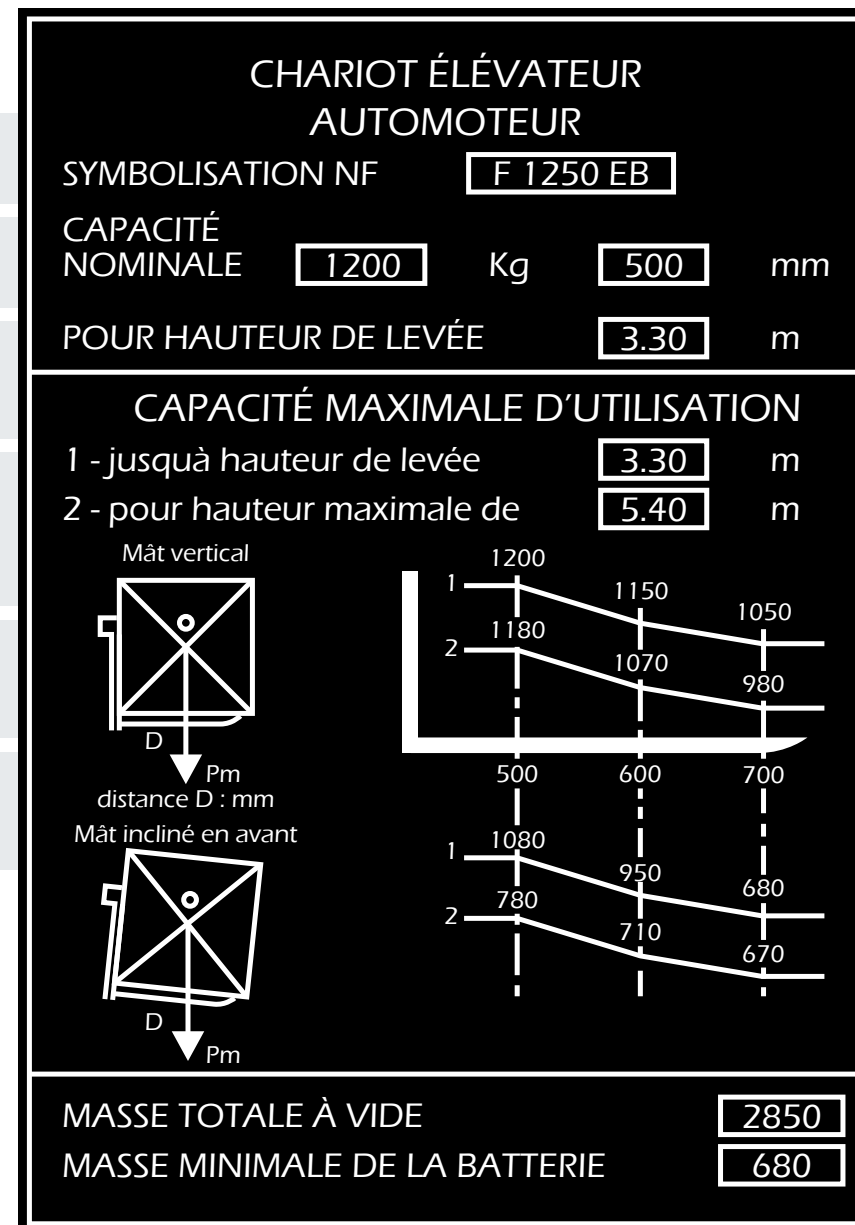 CHARIOT ÉLÉVATEUR
AUTOMOTEUR
SYMBOLISATION NF F 1250 EB
CAPACITÉ
NOMINALE 1200 Kg 500 mm
POUR HAUTEUR DE LEVÉE 3.30 m
CAPACITÉ MAXIMALE D'UTILISATION
1 - jusquà hauteur de levée 3.30 m
2 - pour hauteur maximale de 5.40 m
Mât vertical
1200
1 1150
1050
2 1180
1070
980
D
Pm
500 600 700
distance D : mm
Mât incliné en avant
1 1080
950
680
2 780
710
670
D
Pm
MASSE TOTALE À VIDE 2850
MASSE MINIMALE DE LA BATTERIE 680